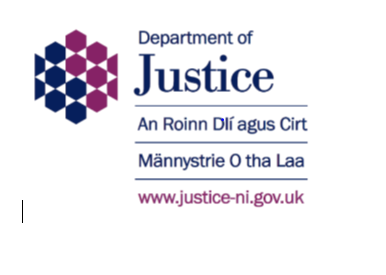 Department of
Justice
An Roinn Dlí agus Cirt
Männystrie O tha Laa
www.justice-ni.gov.uk